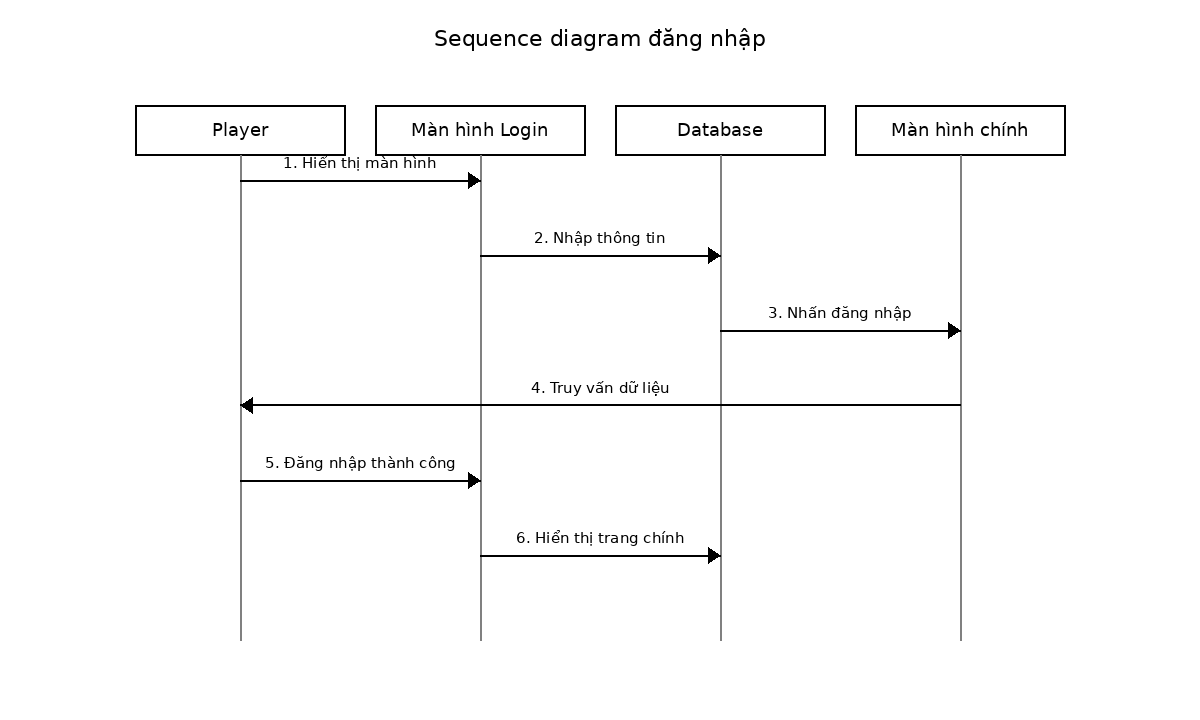 Sequence diagram đăng nhập
Player
Màn hình Login
Database
Màn hình chính
1. Hiển thị màn hình
2. Nhập thông tin
3. Nhấn đăng nhập
4. Truy vấn dữ liệu
5. Đăng nhập thành công
6. Hiển thị trang chính